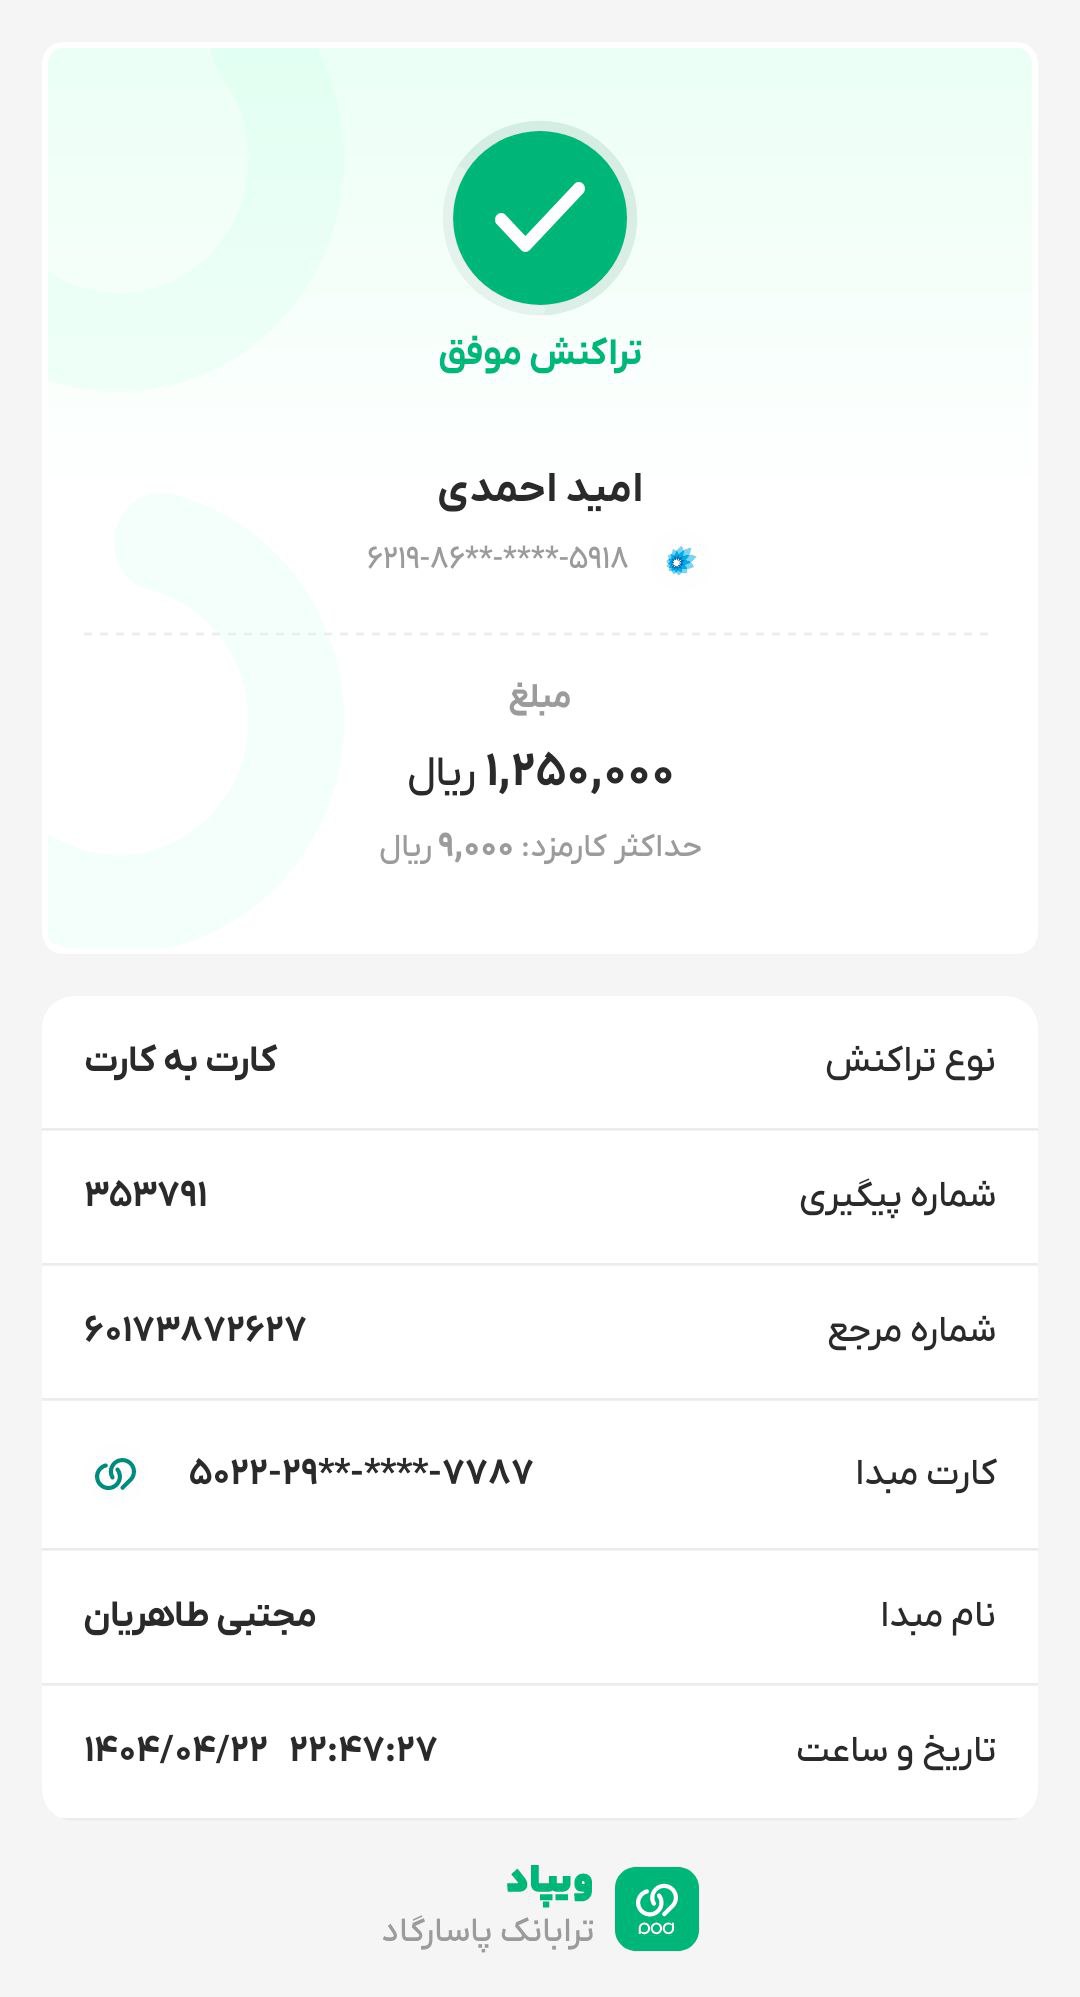 تراکنش موفق
امید احمدی
۶۲۱۹-۸۶**-****-۵۹۱۸
مبلغ
۱,۲۵۰,۰۰۰ ریال
حداکثر کارمزد: ۹,۰۰۰ ریال
نوع تراکنش کارت به کارت
شماره پیگیری ۳۵۳۷۹۱
شماره مرجع ۶۰۱۷۳۸۷۲۶۲۷
کارت مبدا ۵۰۲۲-۲۹**-****-۷۷۸۷
نام مبدا مجتبی طاهریان
تاریخ و ساعت ۱۴۰۴/۰۴/۲۲ ۲۲:۴۷:۲۷
ویپاد
ترابانک پاسارگاد
pod